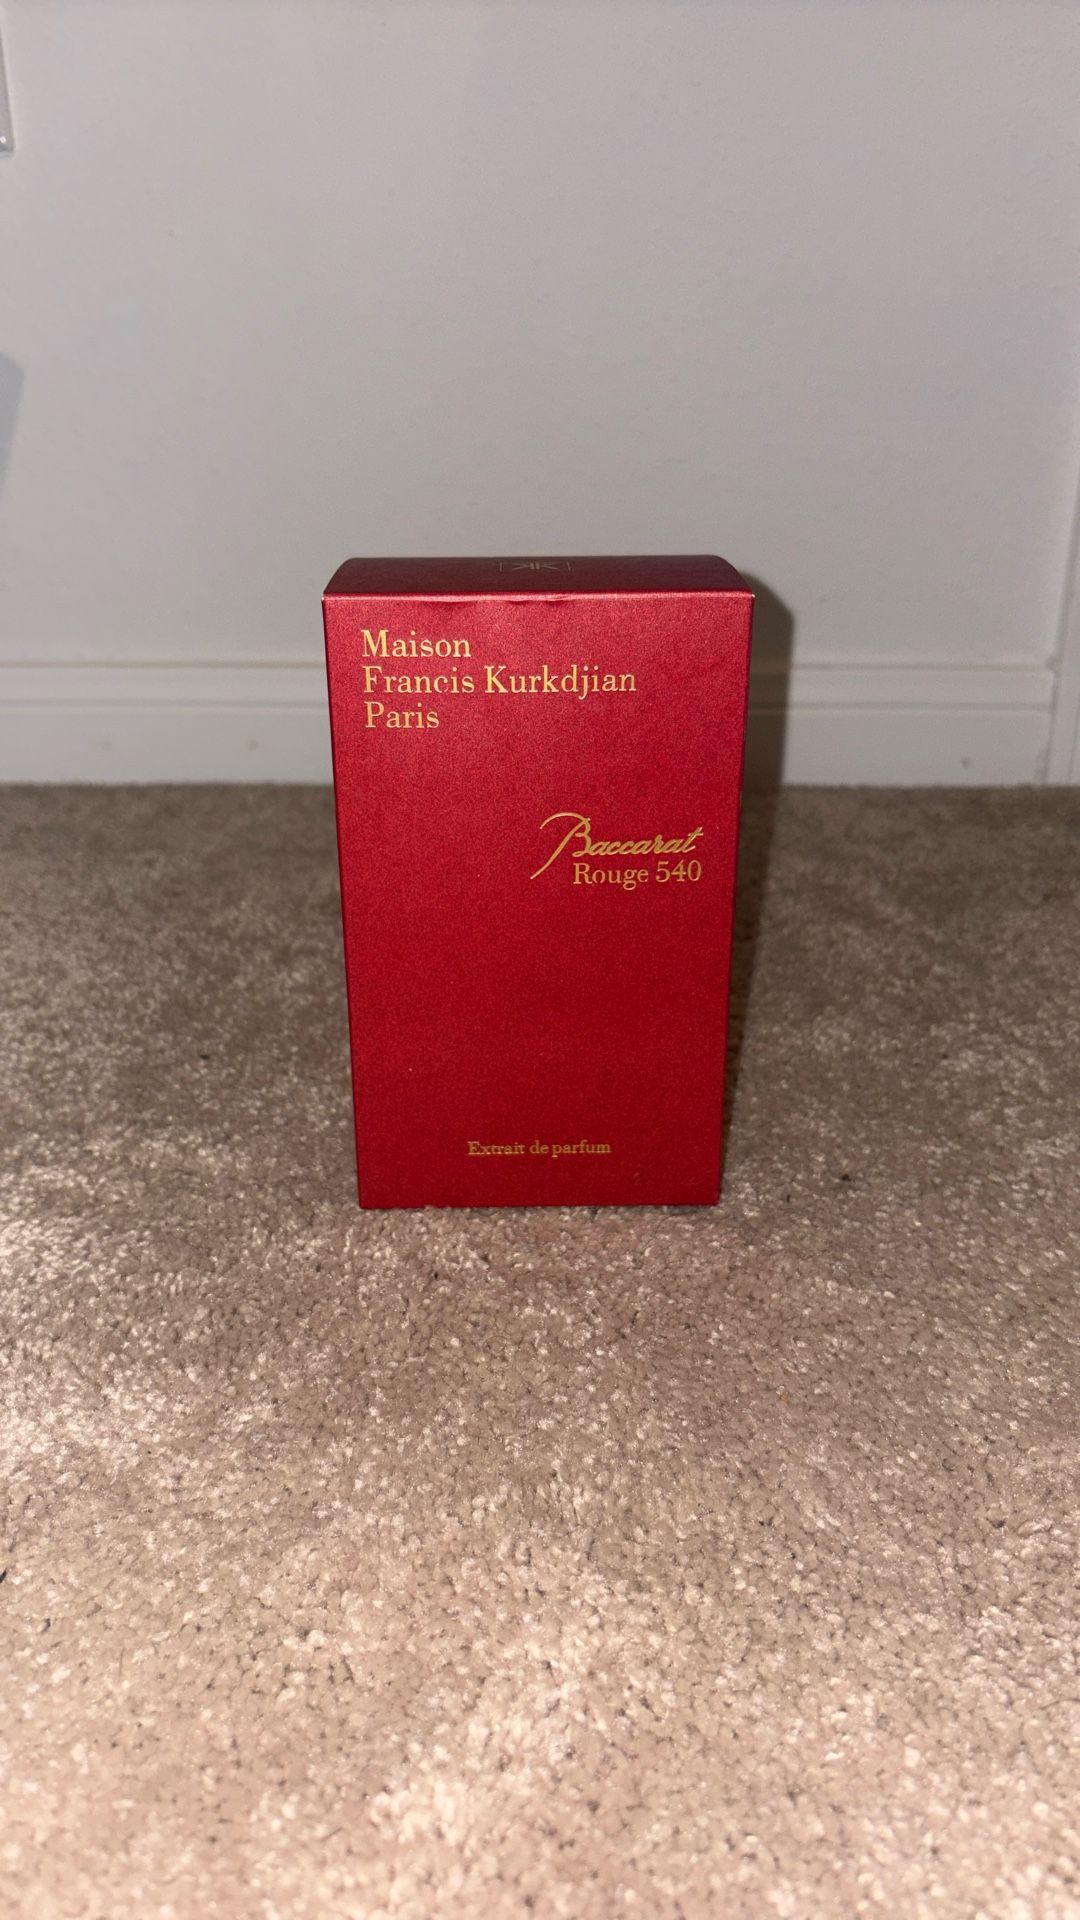 Maison
Francis Kurkdjian
Paris
Baccarat
Rouge 540
Extrait de parfum